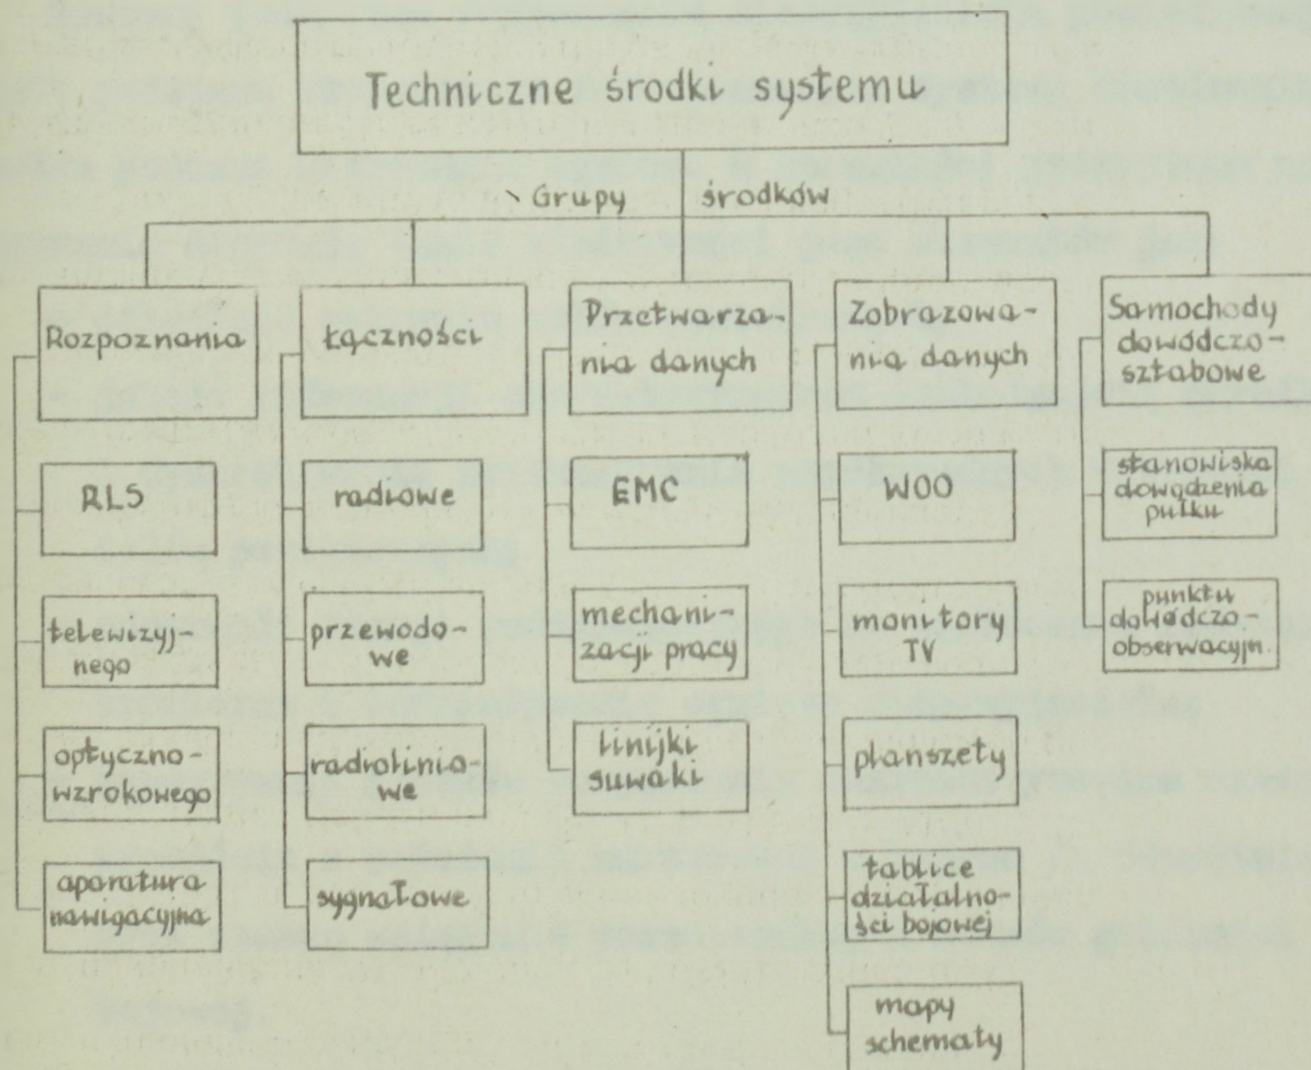 Techniczne środki systemu
Grupy środków
Rozpoznania
RLS
telewizyj-
nego
optyczno-
wzrokowego
aparatura
nawigacyjna
Łączności
radiowe
przewodo-
we
radiolinio-
we
sygnałowe
Przetwarza-
nia danych
EMC
mechani-
zacji pracy
linijki
suwaki
Zobrazowa-
nia danych
WOO
monitory
TV
planszety
tablice
działalno-
ści bojowej
mapy
schematy
Samochody
dowódczo-
sztabowe
stanowiska
dowodzenia
pułku
punktu
dowódczo-
obserwacyjn.